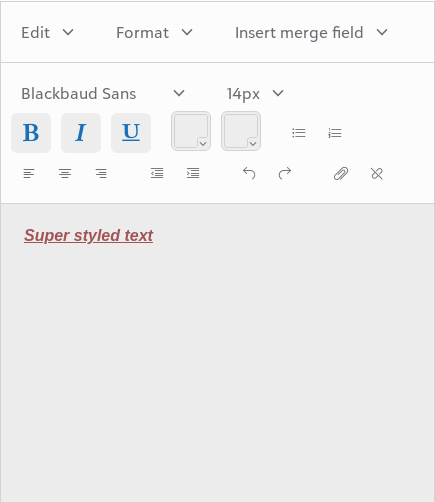 Edit Format Insert merge field
Blackbaud Sans 14px
B I U
Super styled text